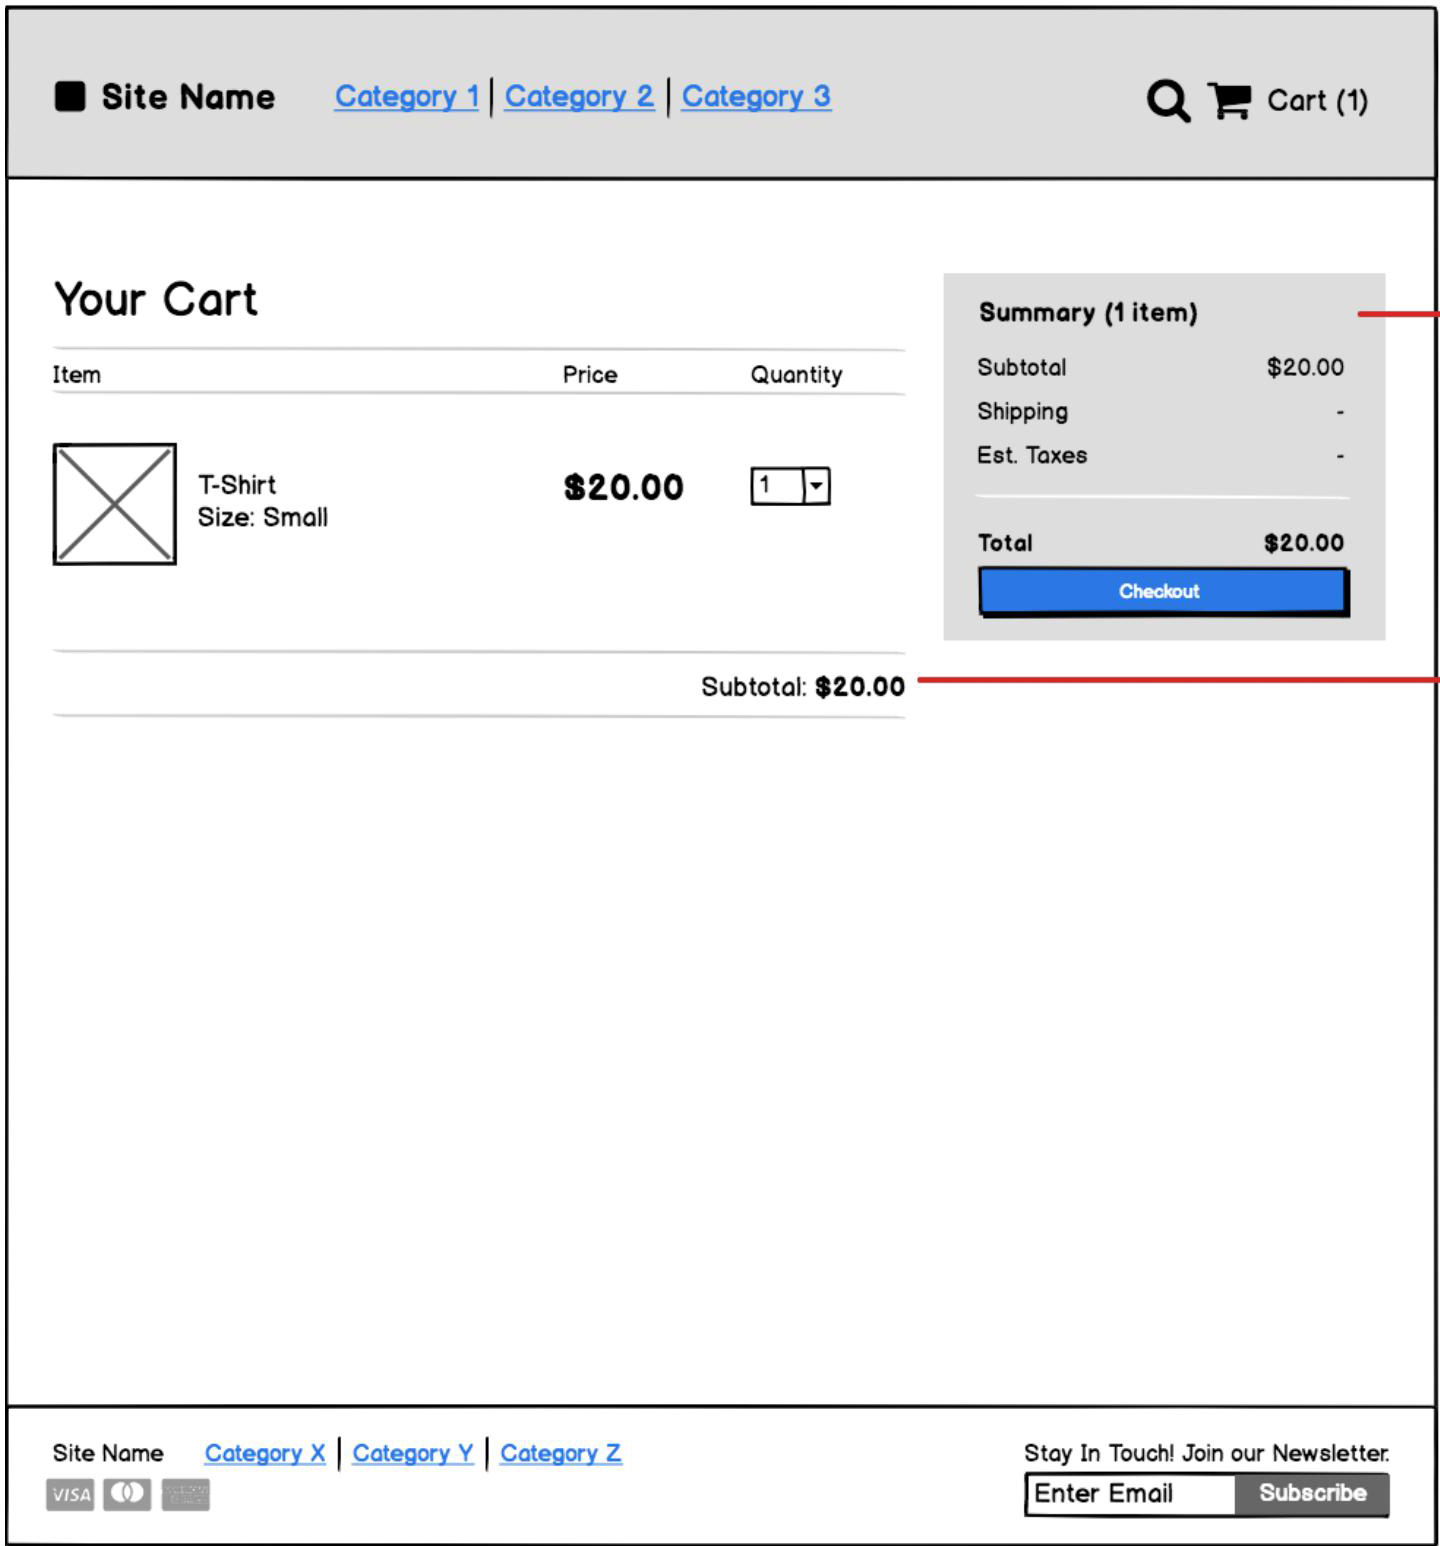 Site Name Category 1 Category 2 Category 3 Cart (1)
Your Cart
Item Price Quantity
T-Shirt $20.00 1
Size: Small
Subtotal: $20.00
Summary (1 item)
Subtotal $20.00
Shipping -
Est. Taxes -
Total $20.00
Checkout
Site Name Category X Category Y Category Z
VISA
Stay In Touch! Join our Newsletter.
Enter Email Subscribe